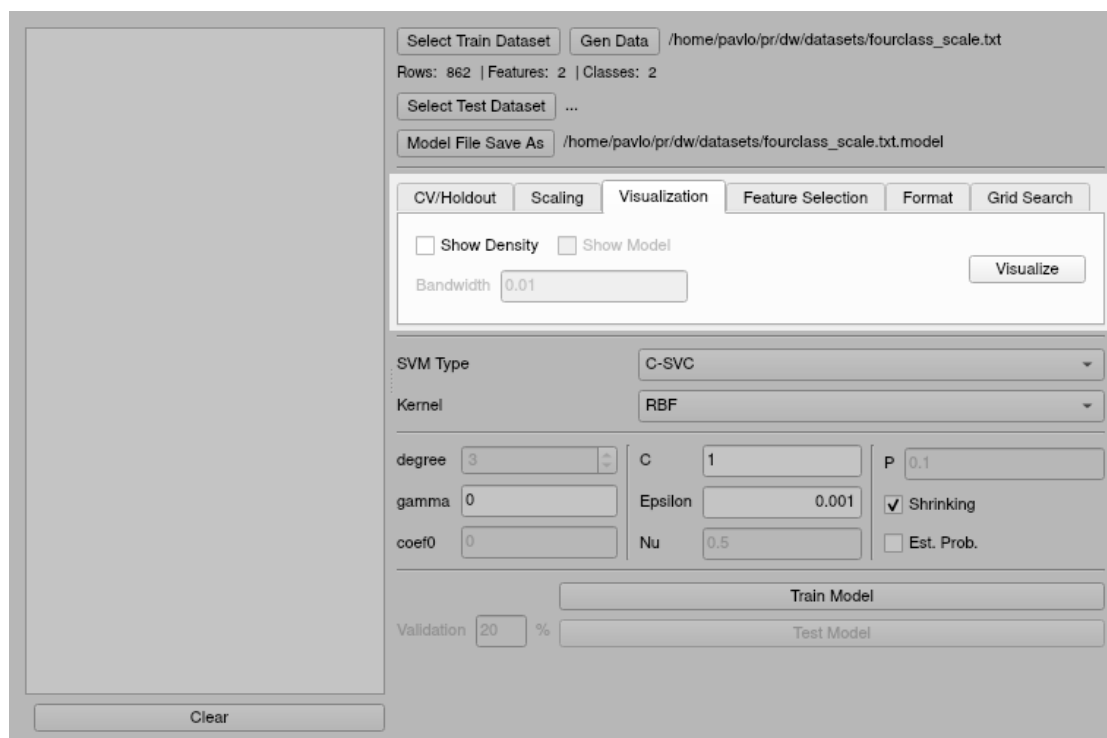 Select Train Dataset Gen Data /home/pavlo/pr/dw/datasets/fourclass_scale.txt
Rows: 862 | Features: 2 | Classes: 2
Select Test Dataset ...
Model File Save As /home/pavlo/pr/dw/datasets/fourclass_scale.txt.model
CV/Holdout Scaling Visualization Feature Selection Format Grid Search
Show Density Show Model
Visualize
Bandwidth 0.01
SVM Type C-SVC
Kernel RBF
degree 3 C 1 P 0.1
gamma 0 Epsilon 0.001 Shrinking
coef0 0 Nu 0.5 Est. Prob.
Train Model
Validation 20 % Test Model
Clear